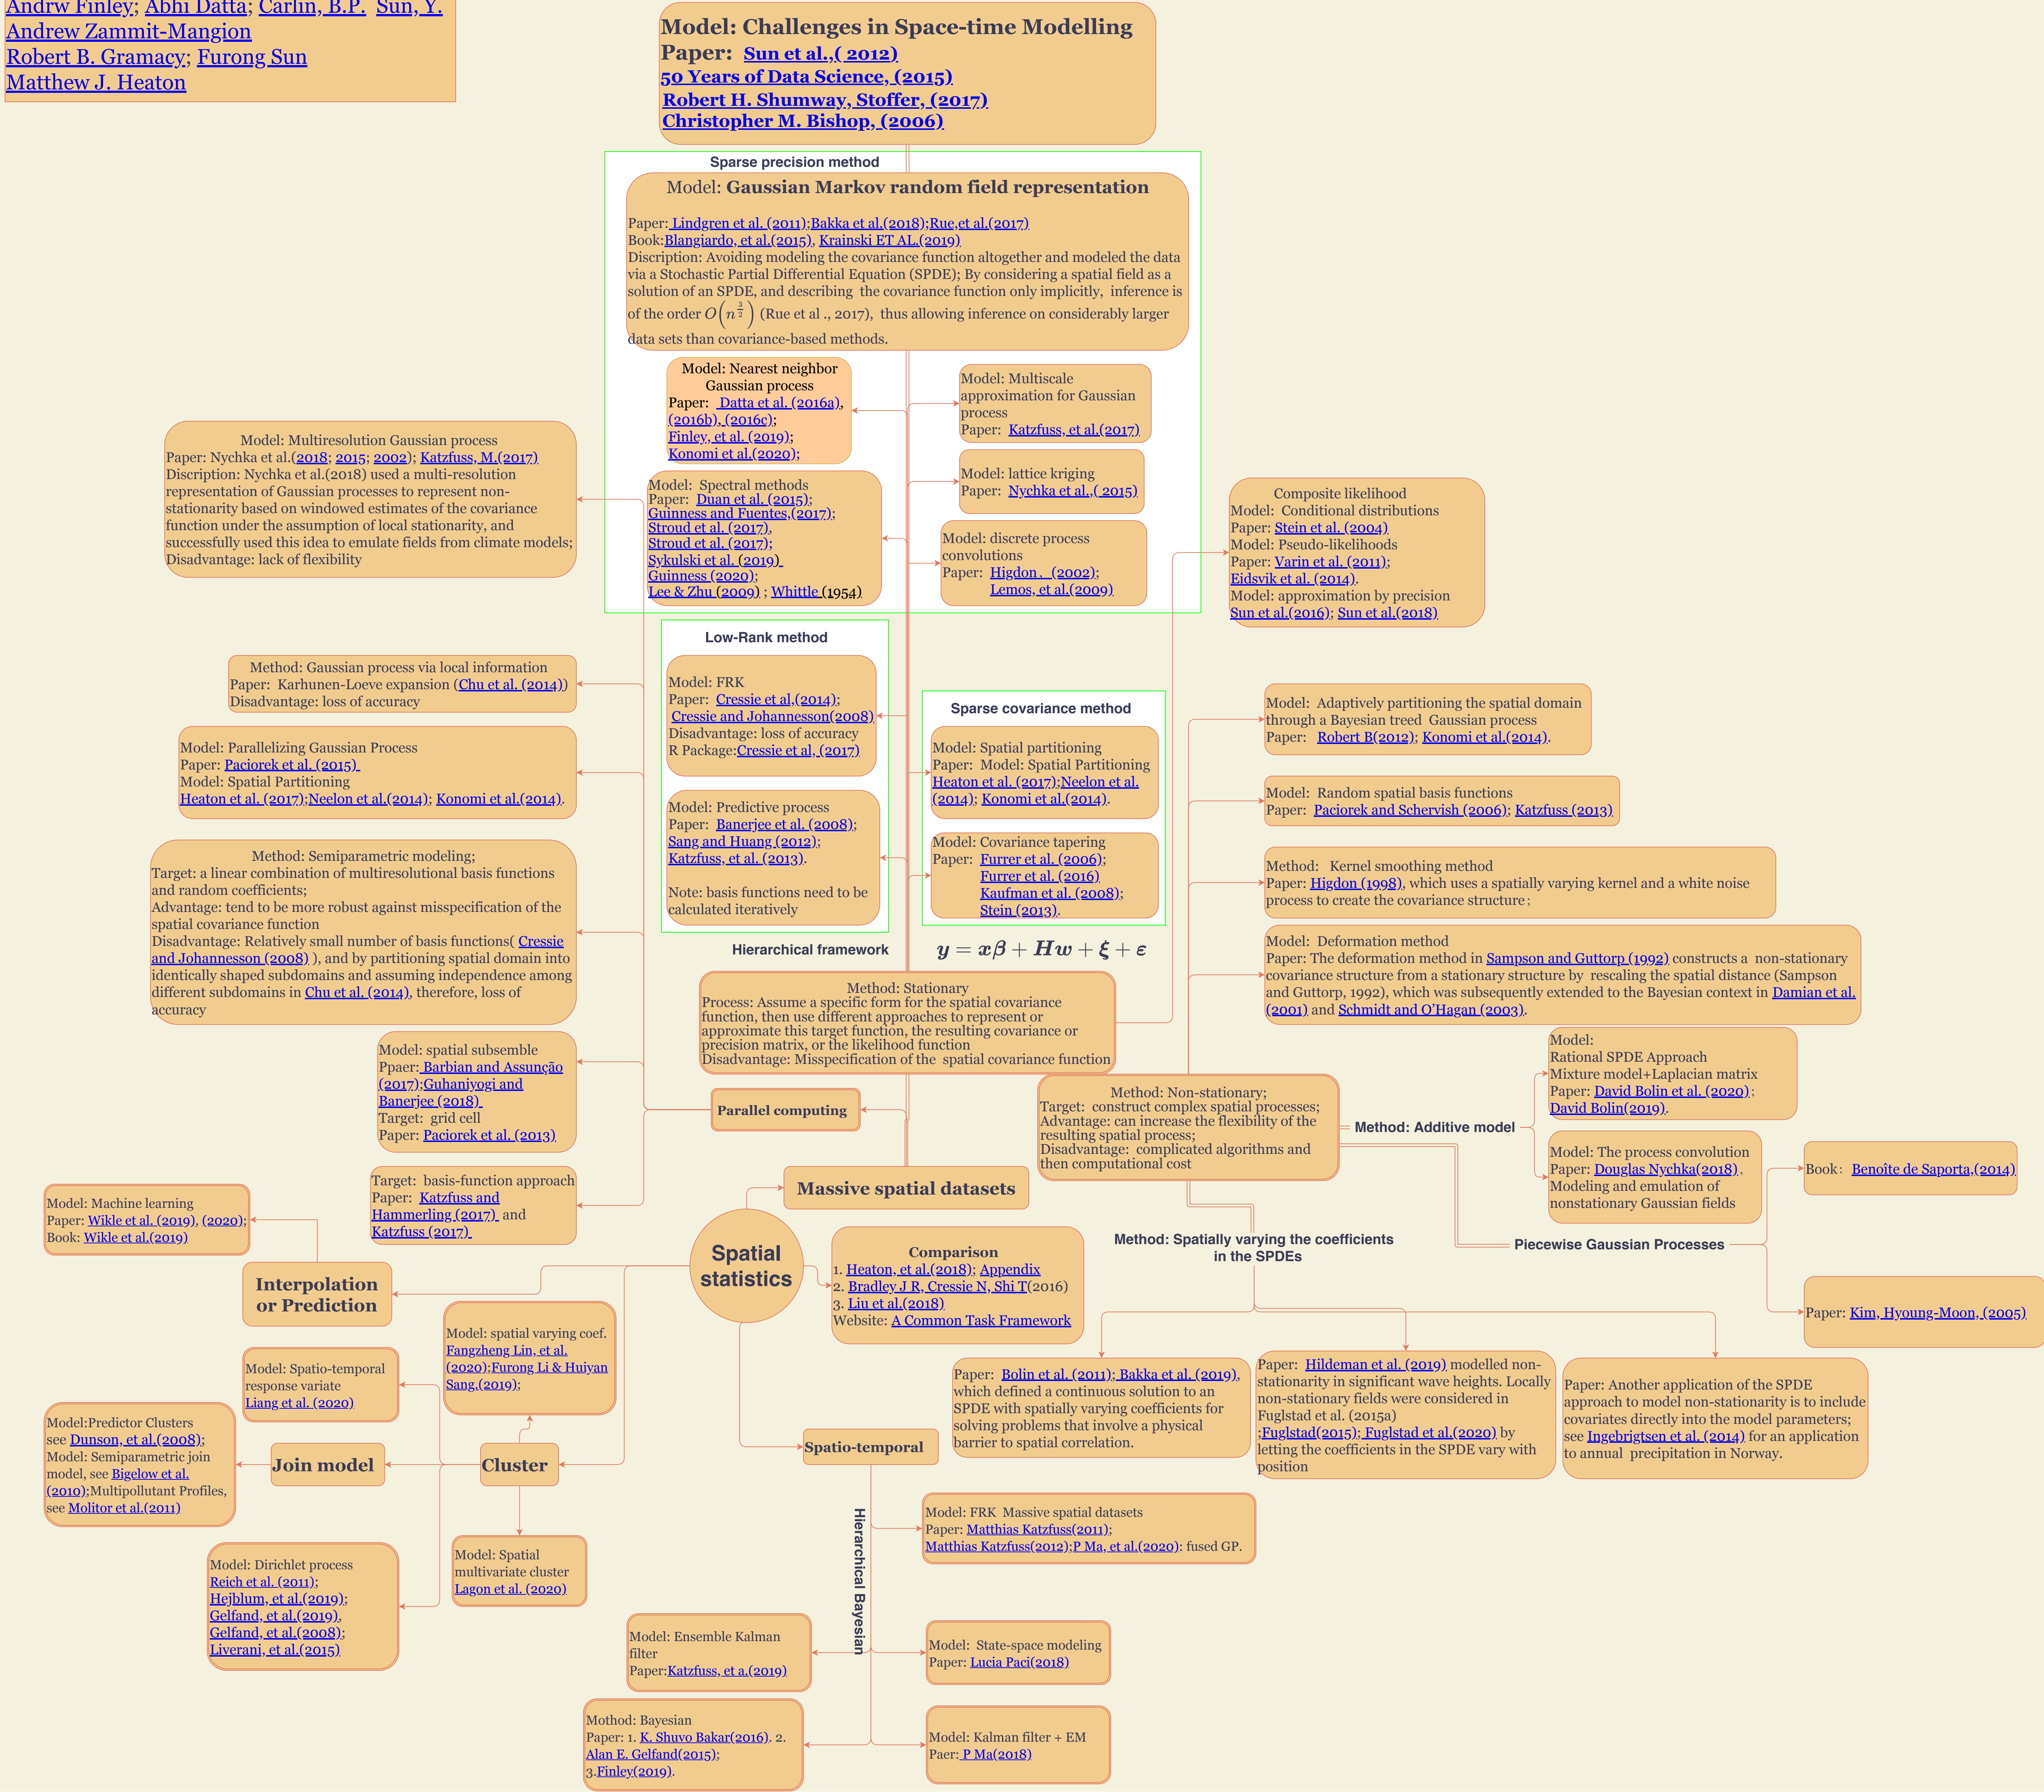 Andrw Finley; Abhi Datta; Carlin, B.P. Sun, Y.
Andrew Zammit-Mangion
Robert B. Gramacy; Furong Sun
Matthew J. Heaton
Model: Challenges in Space-time Modelling
Paper: Sun et al.,( 2012)
50 Years of Data Science, (2015)
Robert H. Shumway, Stoffer, (2017)
Christopher M. Bishop, (2006)
Sparse precision method
Model: Gaussian Markov random field representation
Paper: Lindgren et al. (2011);Bakka et al.(2018);Rue,et al.(2017)
Book:Blangiardo, et al.(2015), Krainski ET AL.(2019)
Discription: Avoiding modeling the covariance function altogether and modeled the data
via a Stochastic Partial Differential Equation (SPDE); By considering a spatial field as a
solution of an SPDE, and describing the covariance function only implicitly, inference is
of the order O(n^{3/2}) (Rue et al ., 2017), thus allowing inference on considerably larger
data sets than covariance-based methods.
Model: Nearest neighbor
Gaussian process
Paper: Datta et al. (2016a),
(2016b), (2016c);
Finley, et al. (2019);
Konomi et al.(2020);
Model: Multiscale
approximation for Gaussian
process
Paper: Katzfuss, et al.(2017)
Model: lattice kriging
Paper: Nychka et al.,( 2015)
Model: Spectral methods
Paper: Duan et al. (2015);
Guinness and Fuentes,(2017);
Stroud et al. (2017),
Stroud et al. (2017);
Sykulski et al. (2019)
Guinness (2020);
Lee & Zhu (2009) ; Whittle (1954)
Model: discrete process
convolutions
Paper: Higdon. (2002);
Lemos, et al.(2009)
Model: Multiresolution Gaussian process
Paper: Nychka et al.(2018; 2015; 2002); Katzfuss, M.(2017)
Discription: Nychka et al.(2018) used a multi-resolution
representation of Gaussian processes to represent non-
stationarity based on windowed estimates of the covariance
function under the assumption of local stationarity, and
successfully used this idea to emulate fields from climate models;
Disadvantage: lack of flexibility
Composite likelihood
Model: Conditional distributions
Paper: Stein et al. (2004)
Model: Pseudo-likelihoods
Paper: Varin et al. (2011);
Eidsvik et al. (2014).
Model: approximation by precision
Sun et al.(2016); Sun et al.(2018)
Method: Gaussian process via local information
Paper: Karhunen-Loeve expansion (Chu et al. (2014))
Disadvantage: loss of accuracy
Model: Parallelizing Gaussian Process
Paper: Paciorek et al. (2015)
Model: Spatial Partitioning
Heaton et al. (2017);Neelon et al.(2014); Konomi et al.(2014).
Method: Semiparametric modeling;
Target: a linear combination of multiresolutional basis functions
and random coefficients;
Advantage: tend to be more robust against misspecification of the
spatial covariance function
Disadvantage: Relatively small number of basis functions( Cressie
and Johannesson (2008) ), and by partitioning spatial domain into
identically shaped subdomains and assuming independence among
different subdomains in Chu et al. (2014), therefore, loss of
accuracy
Low-Rank method
Model: FRK
Paper: Cressie et al,(2014);
Cressie and Johannesson(2008)
Disadvantage: loss of accuracy
R Package:Cressie et al, (2017)
Model: Predictive process
Paper: Banerjee et al. (2008);
Sang and Huang (2012);
Katzfuss, et al. (2013).
Note: basis functions need to be
calculated iteratively
Sparse covariance method
Model: Spatial partitioning
Paper: Model: Spatial Partitioning
Heaton et al. (2017);Neelon et al.
(2014); Konomi et al.(2014).
Model: Covariance tapering
Paper: Furrer et al. (2006);
Furrer et al. (2016)
Kaufman et al. (2008);
Stein (2013).
Model: Adaptively partitioning the spatial domain
through a Bayesian treed Gaussian process
Paper: Robert B(2012); Konomi et al.(2014).
Model: Random spatial basis functions
Paper: Paciorek and Schervish (2006); Katzfuss (2013)
Method: Kernel smoothing method
Paper: Higdon (1998), which uses a spatially varying kernel and a white noise
process to create the covariance structure;
Model: Deformation method
Paper: The deformation method in Sampson and Guttorp (1992) constructs a non-stationary
covariance structure from a stationary structure by rescaling the spatial distance (Sampson
and Guttorp, 1992), which was subsequently extended to the Bayesian context in Damian et al.
(2001) and Schmidt and O'Hagan (2003).
Hierarchical framework
y = xβ + Hw + ξ + ε
Method: Stationary
Process: Assume a specific form for the spatial covariance
function, then use different approaches to represent or
approximate this target function, the resulting covariance or
precision matrix, or the likelihood function
Disadvantage: Misspecification of the spatial covariance function
Model: spatial subsemble
Ppaer: Barbian and Assunção
(2017);Guhaniyogi and
Banerjee (2018)
Target: grid cell
Paper: Paciorek et al. (2013)
Parallel computing
Method: Non-stationary;
Target: construct complex spatial processes;
Advantage: can increase the flexibility of the
resulting spatial process;
Disadvantage: complicated algorithms and
then computational cost
Method: Additive model
Model:
Rational SPDE Approach
Mixture model+Laplacian matrix
Paper: David Bolin et al. (2020);
David Bolin(2019).
Model: The process convolution
Paper: Douglas Nychka(2018),
Modeling and emulation of
nonstationary Gaussian fields
Book: Benoîte de Saporta,(2014)
Target: basis-function approach
Paper: Katzfuss and
Hammerling (2017) and
Katzfuss (2017)
Massive spatial datasets
Model: Machine learning
Paper: Wikle et al. (2019), (2020);
Book: Wikle et al.(2019)
Interpolation
or Prediction
Spatial
statistics
Comparison
1. Heaton, et al.(2018); Appendix
2. Bradley J R, Cressie N, Shi T(2016)
3. Liu et al.(2018)
Website: A Common Task Framework
Method: Spatially varying the coefficients
in the SPDEs
Piecewise Gaussian Processes
Paper: Kim, Hyoung-Moon, (2005)
Model: spatial varying coef.
Fangzheng Lin, et al.
(2020);Furong Li & Huiyan
Sang.(2019);
Model: Spatio-temporal
response variate
Liang et al. (2020)
Paper: Bolin et al. (2011); Bakka et al. (2019),
which defined a continuous solution to an
SPDE with spatially varying coefficients for
solving problems that involve a physical
barrier to spatial correlation.
Paper: Hildeman et al. (2019) modelled non-
stationarity in significant wave heights. Locally
non-stationary fields were considered in
Fuglstad et al. (2015a)
;Fuglstad(2015); Fuglstad et al.(2020) by
letting the coefficients in the SPDE vary with
position
Paper: Another application of the SPDE
approach to model non-stationarity is to include
covariates directly into the model parameters;
see Ingebrigtsen et al. (2014) for an application
to annual precipitation in Norway.
Model:Predictor Clusters
see Dunson, et al.(2008);
Model: Semiparametric join
model, see Bigelow et al.
(2010);Multipollutant Profiles,
see Molitor et al.(2011)
Join model
Cluster
Spatio-temporal
Model: Dirichlet process
Reich et al. (2011);
Hejblum, et al.(2019);
Gelfand, et al.(2019),
Gelfand, et al.(2008);
Liverani, et al.(2015)
Model: Spatial
multivariate cluster
Lagon et al. (2020)
Hierarchical Bayesian
Model: FRK Massive spatial datasets
Paper: Matthias Katzfuss(2011);
Matthias Katzfuss(2012);P Ma, et al.(2020): fused GP.
Model: Ensemble Kalman
filter
Paper:Katzfuss, et a.(2019)
Model: State-space modeling
Paper: Lucia Paci(2018)
Mothod: Bayesian
Paper: 1. K. Shuvo Bakar(2016). 2.
Alan E. Gelfand(2015);
3.Finley(2019).
Model: Kalman filter + EM
Paer: P Ma(2018)